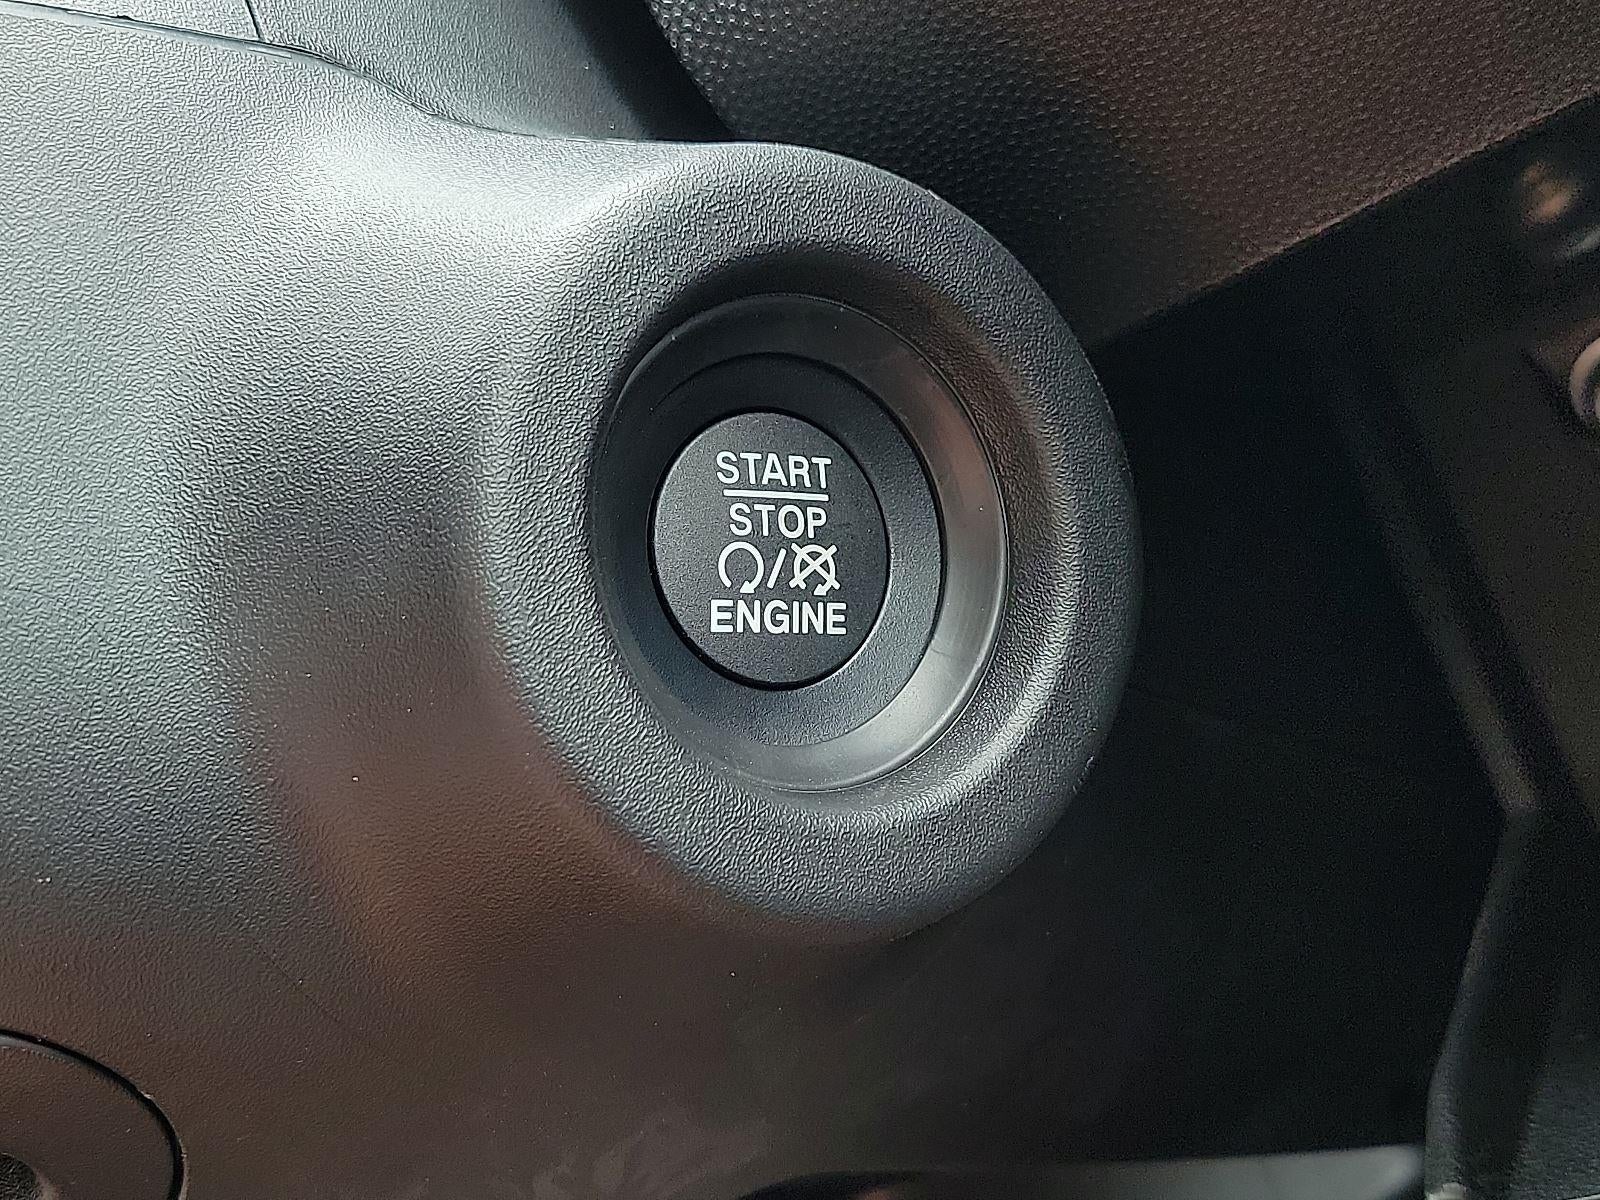 START
STOP
/
ENGINE